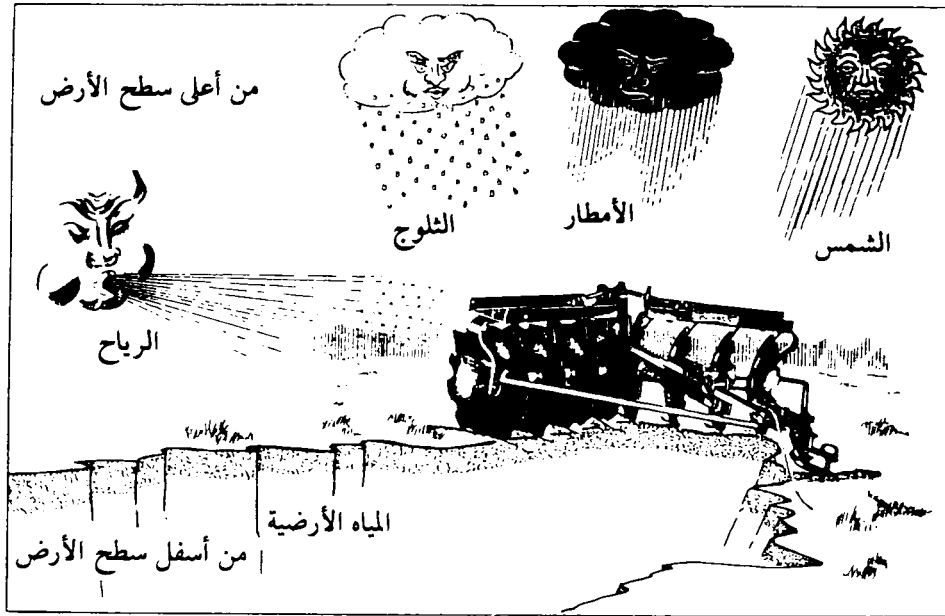 من أعلى سطح الأرض
الشمس
الأمطار
الثلوج
الرياح
المياه الأرضية
من أسفل سطح الأرض